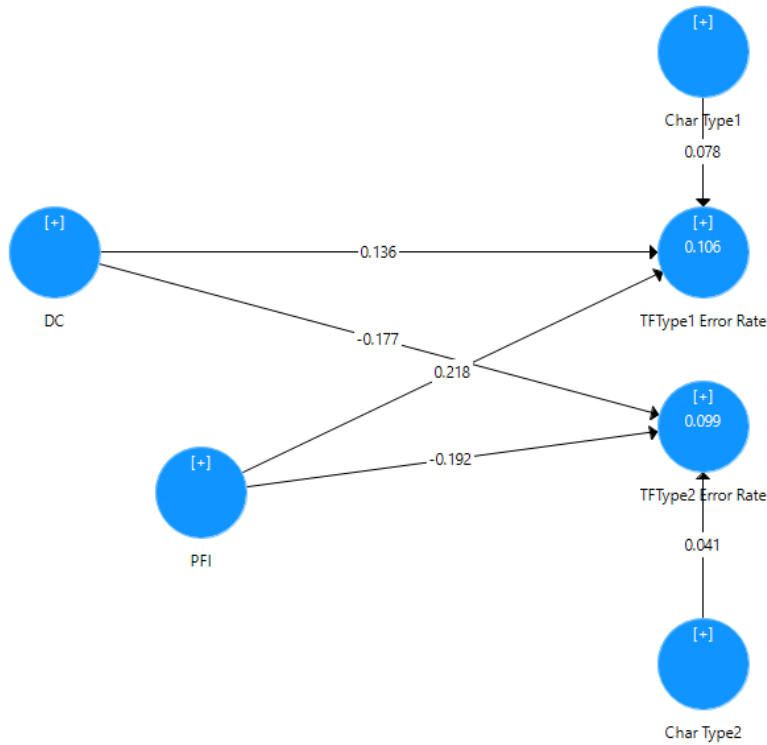 [+]
Char Type1
0.078
[+]
DC
0.136
[+]
0.106
TFType1 Error Rate
-0.177
0.218
[+]
0.099
TFType2 Error Rate
[+]
PFI
-0.192
0.041
[+]
Char Type2